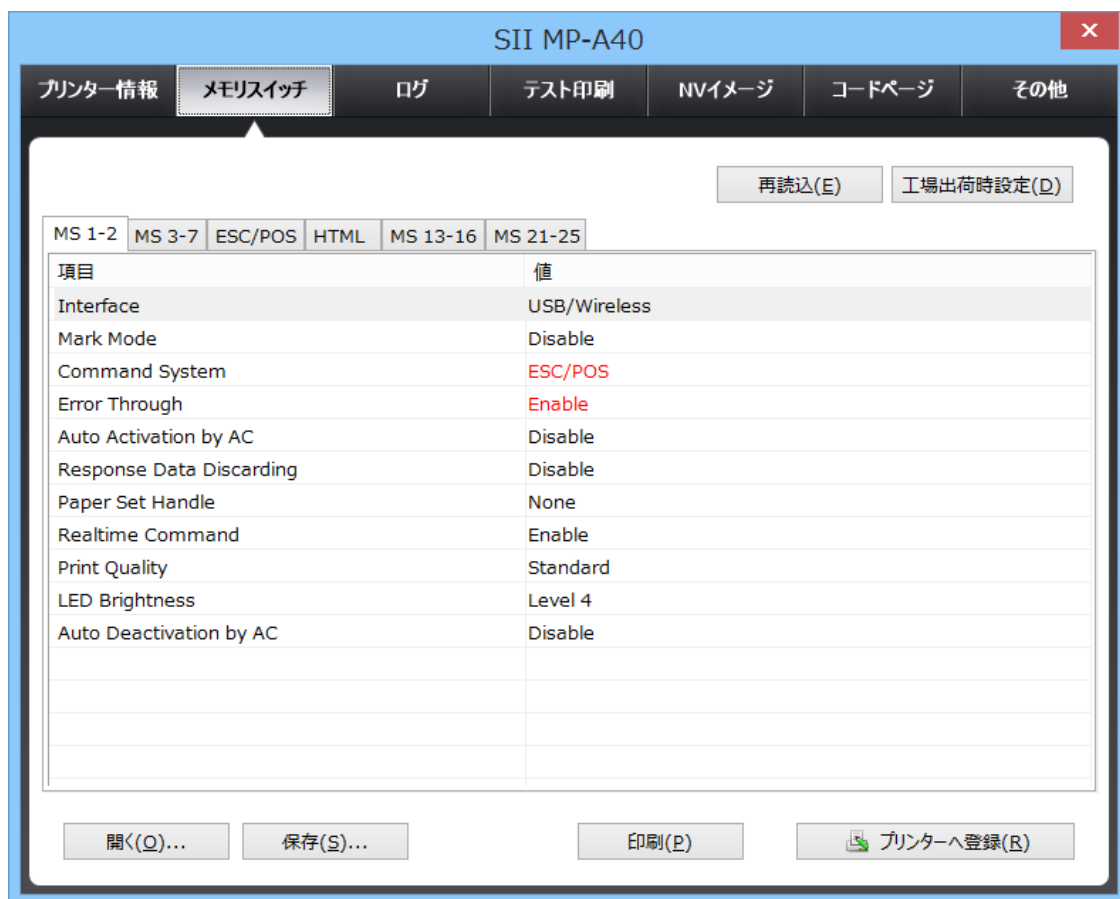 SII MP-A40
プリンター情報 メモリスイッチ ログ テスト印刷 NVイメージ コードページ その他
再読込(E) 工場出荷時設定(D)
MS 1-2 MS 3-7 ESC/POS HTML MS 13-16 MS 21-25
項目 値
Interface USB/Wireless
Mark Mode Disable
Command System ESC/POS
Error Through Enable
Auto Activation by AC Disable
Response Data Discarding Disable
Paper Set Handle None
Realtime Command Enable
Print Quality Standard
LED Brightness Level 4
Auto Deactivation by AC Disable
開く(O)... 保存(S)... 印刷(P) プリンターへ登録(R)